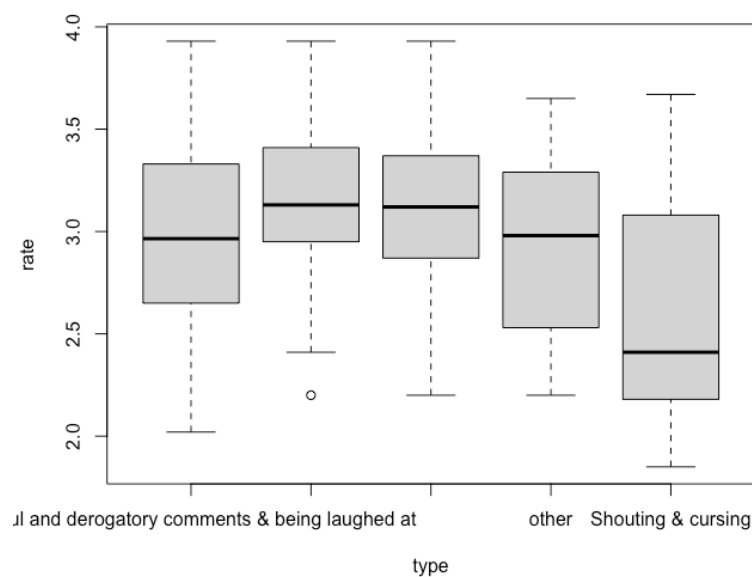 4.0
3.5
3.0
2.5
2.0
rate
and derogatory comments & being laughed at other Shouting & cursing
type